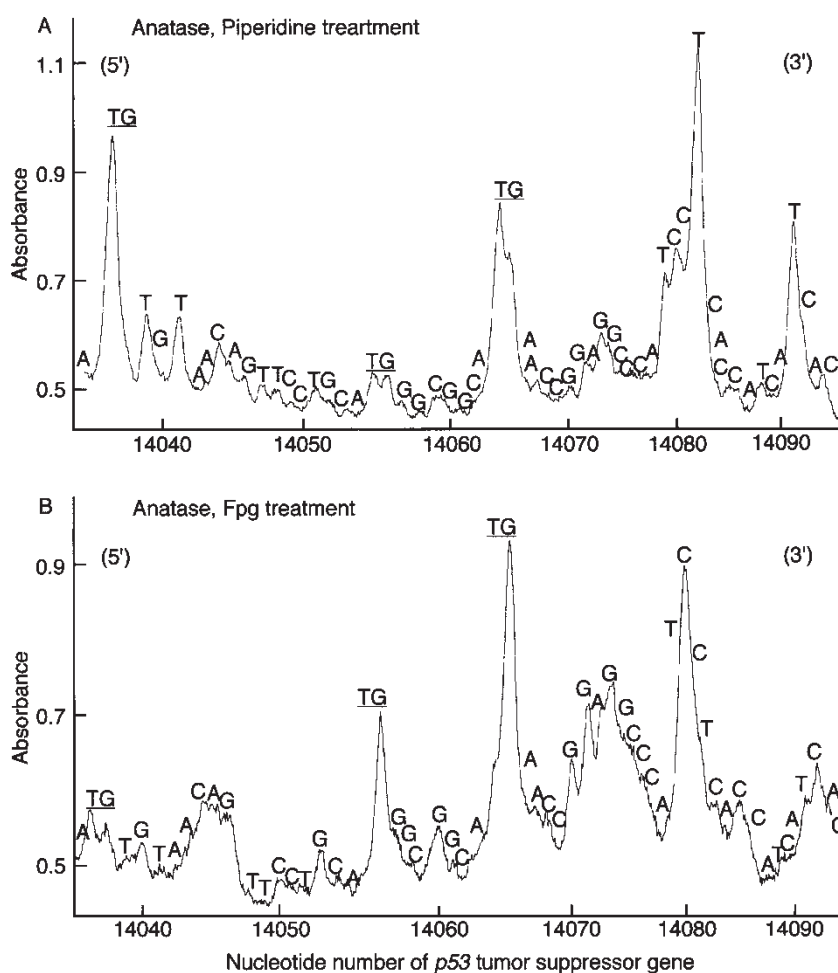 A
Anatase, Piperidine treartment
(5') (3')
Absorbance
1.1
0.9
0.7
0.5
A TG T G T A A C A G T T C C T G C A TG G G C G G C A TG A A C C G G A G G C C C A T C C T C A C C A T C A T C A C
14040 14050 14060 14070 14080 14090
B
Anatase, Fpg treatment
(5') (3')
Absorbance
0.9
0.7
0.5
A TG T G T A A C A G T T C C T G C A TG G G C G G C A TG A A C C G G A G G C C C A T C C T C A C C A T C A T C A C
14040 14050 14060 14070 14080 14090
Nucleotide number of p53 tumor suppressor gene